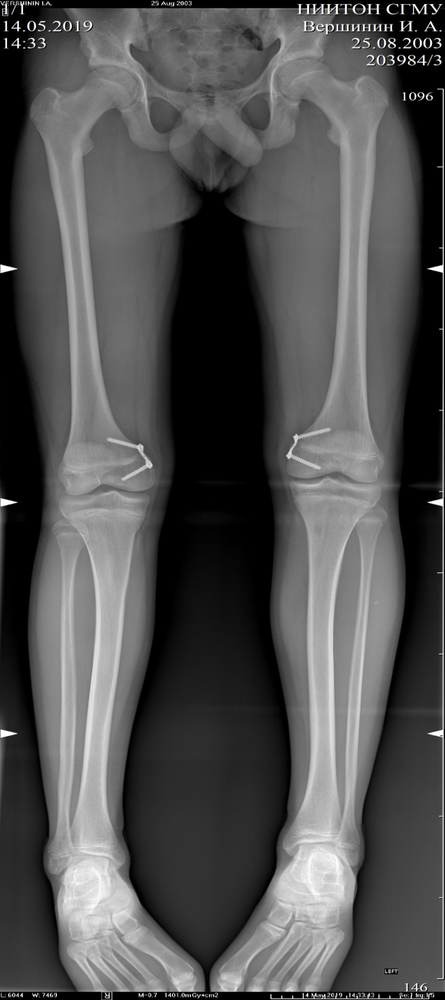 VERSHININ I.A.
25 Aug 2003
1/1
14.05.2019
14:33
НИИТОН СГМУ
Вершинин И. А.
25.08.2003
203984/3
1096
LEFT
146
L: 6044 W: 7469
R
M=0.7 1401.0mGy×cm2
14 May 2019 14:33:43